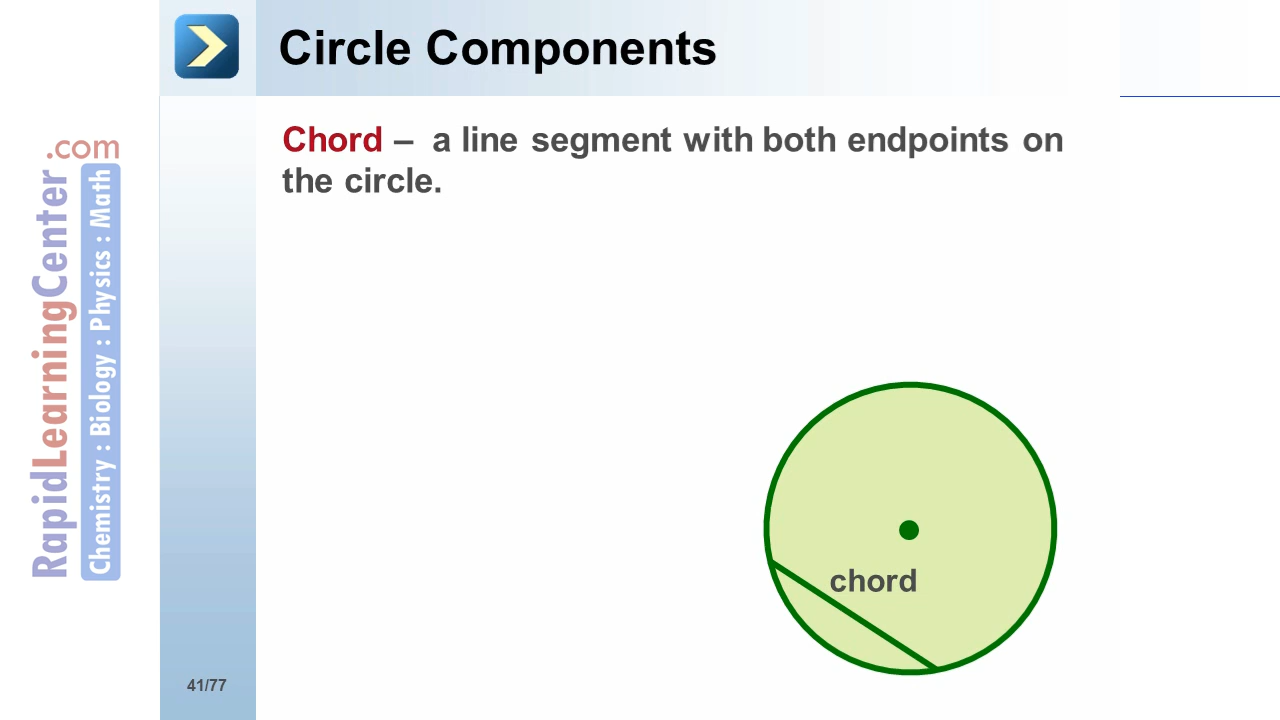 Circle Components
Chord – a line segment with both endpoints on
the circle.
chord
41/77
RapidLearningCenter
.com
Chemistry : Biology : Physics : Math